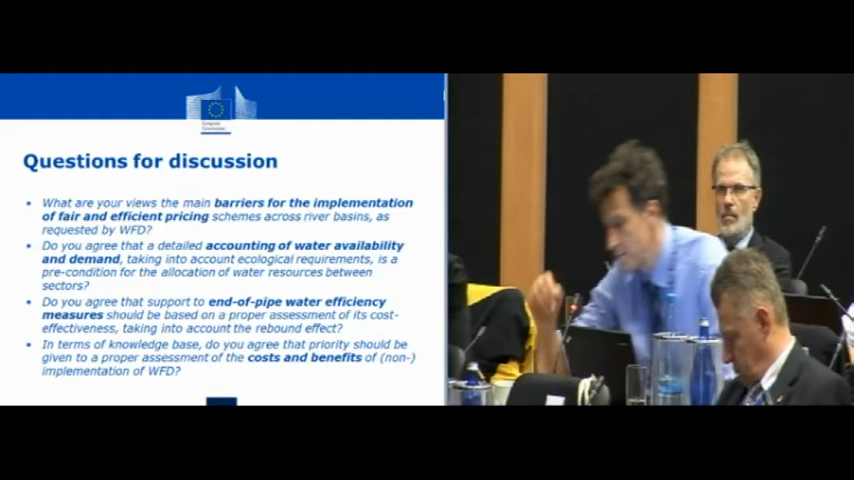 European
Commission
Questions for discussion
• What are your views the main barriers for the implementation
of fair and efficient pricing schemes across river basins, as
requested by WFD?
• Do you agree that a detailed accounting of water availability
and demand, taking into account ecological requirements, is a
pre-condition for the allocation of water resources between
sectors?
• Do you agree that support to end-of-pipe water efficiency
measures should be based on a proper assessment of its cost-
effectiveness, taking into account the rebound effect?
• In terms of knowledge base, do you agree that priority should be
given to a proper assessment of the costs and benefits of (non-)
implementation of WFD?